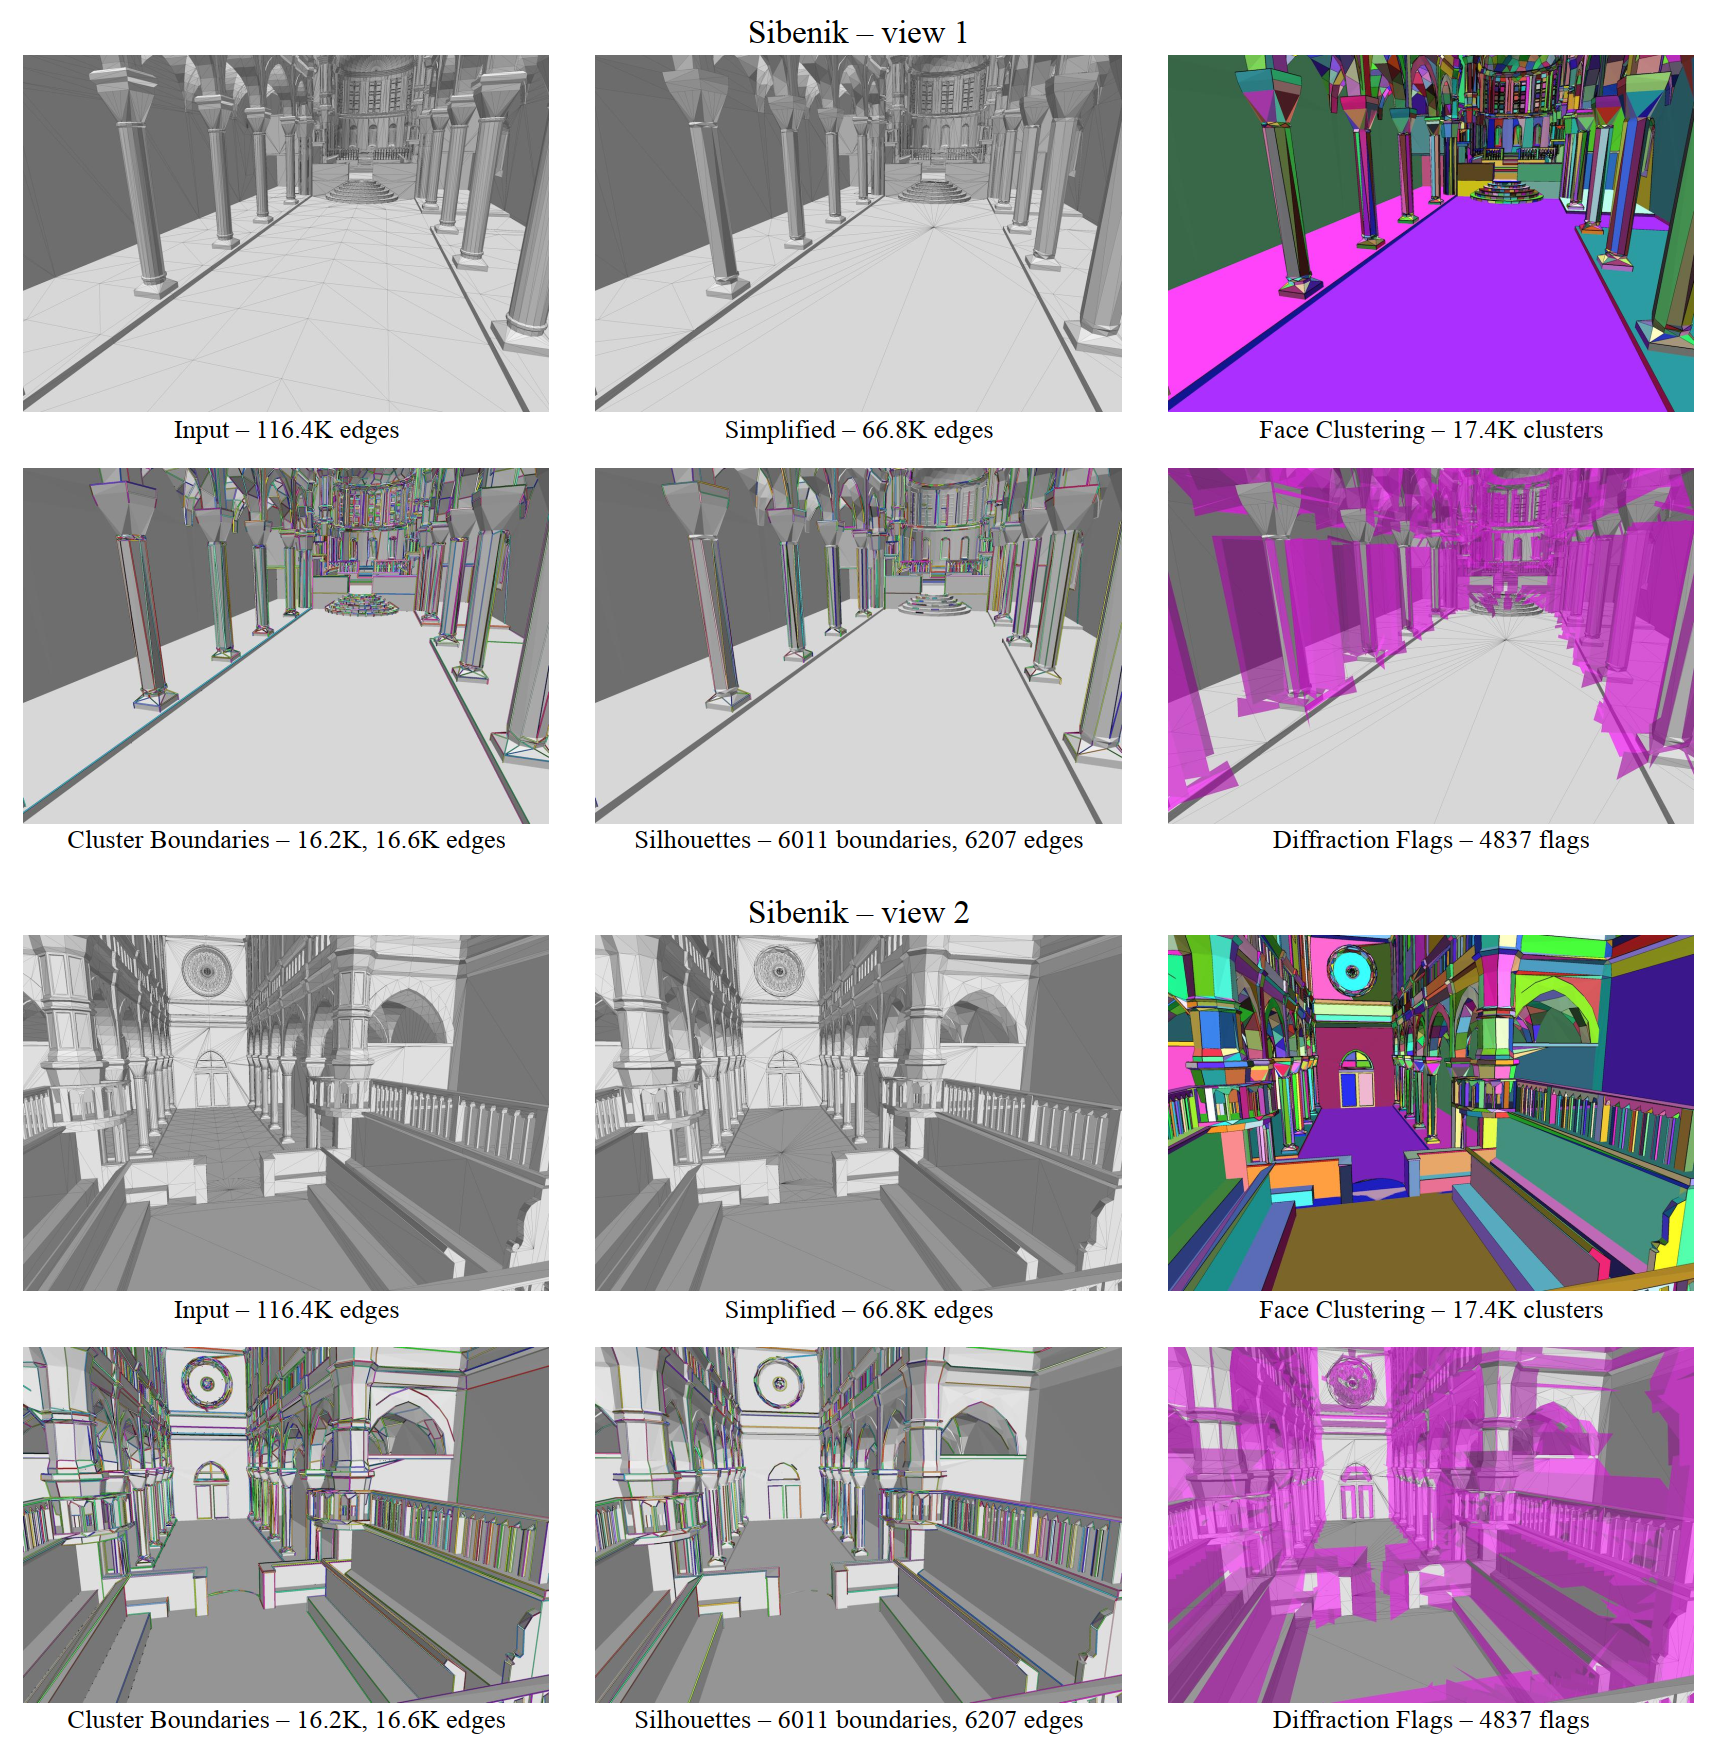 Sibenik – view 1
Input – 116.4K edges
Simplified – 66.8K edges
Face Clustering – 17.4K clusters
Cluster Boundaries – 16.2K, 16.6K edges
Silhouettes – 6011 boundaries, 6207 edges
Diffraction Flags – 4837 flags
Sibenik – view 2
Input – 116.4K edges
Simplified – 66.8K edges
Face Clustering – 17.4K clusters
Cluster Boundaries – 16.2K, 16.6K edges
Silhouettes – 6011 boundaries, 6207 edges
Diffraction Flags – 4837 flags